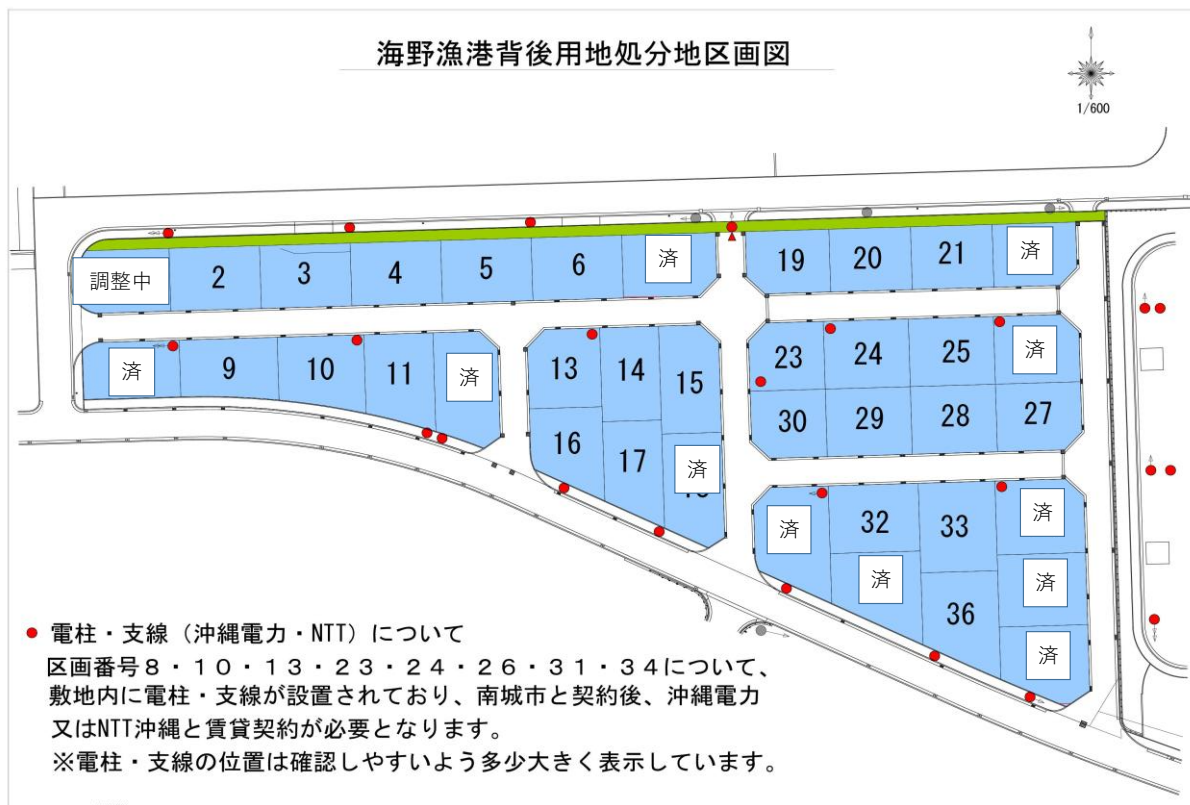 海野漁港背後用地処分地区画図
1/600
調整中 2 3 4 5 6 済 19 20 21 済
済 9 10 11 済 13 14 15 23 24 25 済
16 17 済 30 29 28 27
済 32 33 済
済 36 済
済
● 電柱・支線（沖縄電力・NTT）について
区画番号８・１０・１３・２３・２４・２６・３１・３４について、
敷地内に電柱・支線が設置されており、南城市と契約後、沖縄電力
又はNTT沖縄と賃貸契約が必要となります。
※電柱・支線の位置は確認しやすいよう多少大きく表示しています。